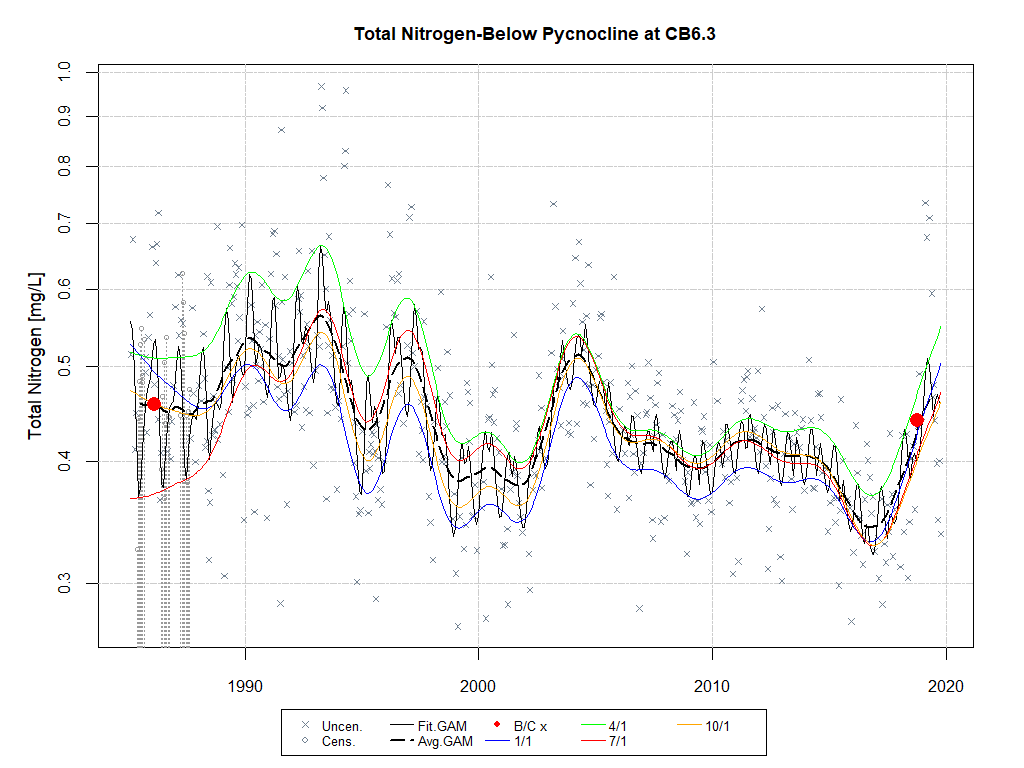 Total Nitrogen-Below Pycnocline at CB6.3
Total Nitrogen [mg/L]
1.0
0.9
0.8
0.7
0.6
0.5
0.4
0.3
1990 2000 2010 2020
Uncen. Fit.GAM B/C x 4/1 10/1
Cens. Avg.GAM 1/1 7/1